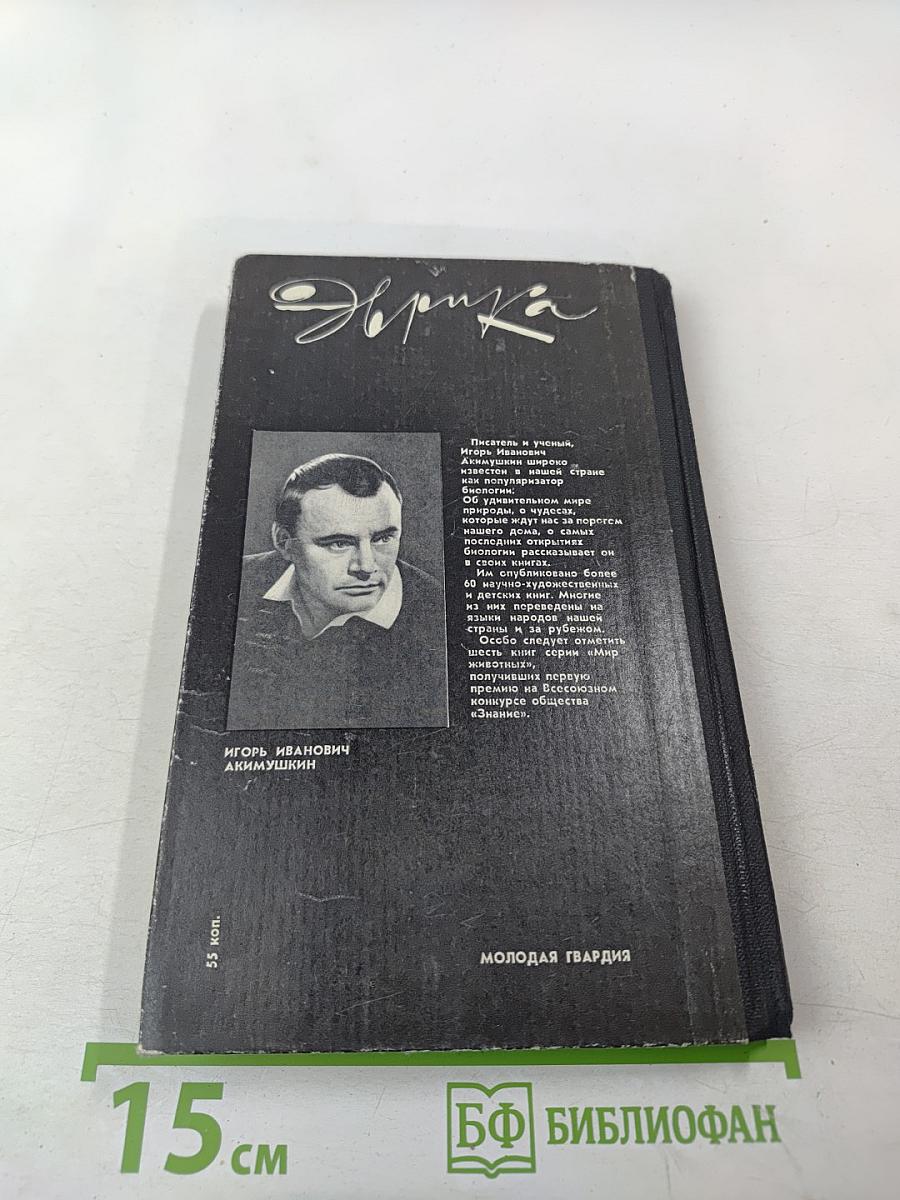 Эврика
Писатель и ученый,
Игорь Иванович
Акимушкин широко
известен в нашей стране
как популяризатор
биологии:
Об удивительном мире
природы, о чудесах,
которые ждут нас за порогом
нашего дома, о самых
последних открытиях
биологии рассказывает он
в своих книгах.
Им опубликовано более
60 научно-художественных
и детских книг. Многие
из них переведены на
языки народов нашей
страны и за рубежом.
Особо следует отметить
шесть книг серии «Мир
животных»,
получивших первую
премию на Всесоюзном
конкурсе общества
«Знание».
ИГОРЬ ИВАНОВИЧ
АКИМУШКИН
55 коп.
МОЛОДАЯ ГВАРДИЯ
15 см
БФ БИБЛИОФАН